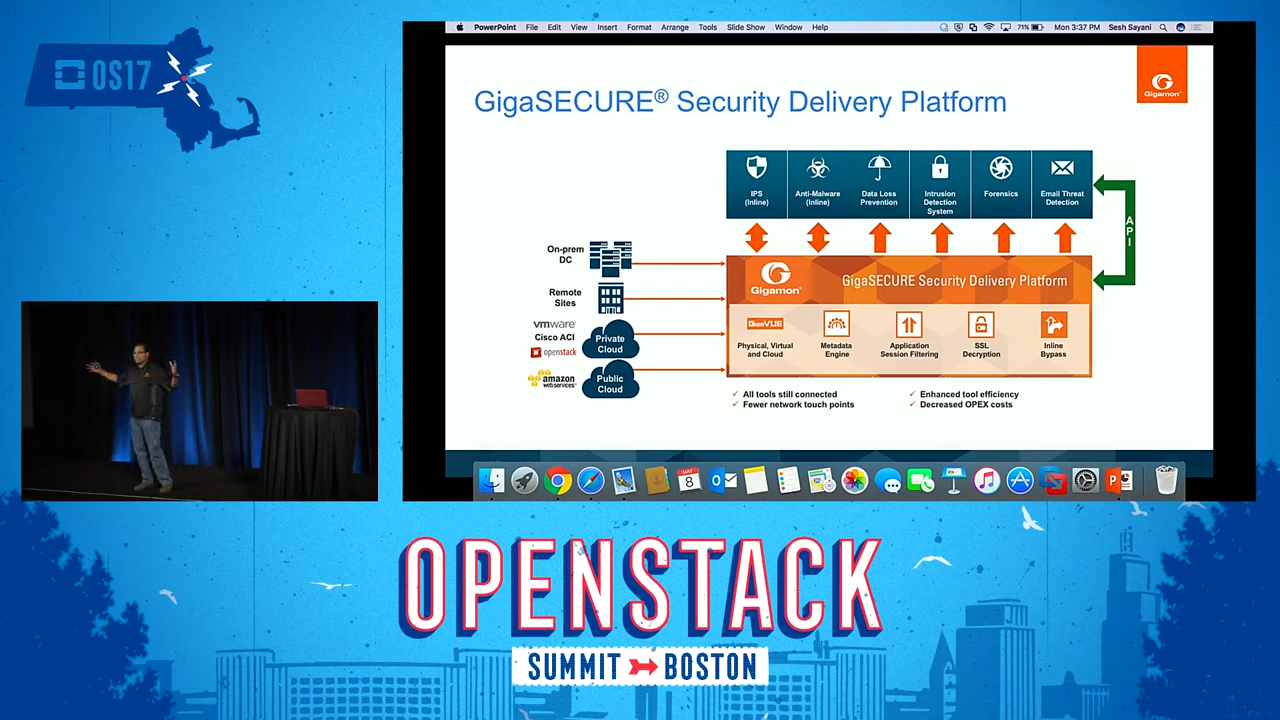 OS17
PowerPoint File Edit View Insert Format Arrange Tools Slide Show Window Help 71% Mon 3:37 PM Sesh Sayani
GigaSECURE® Security Delivery Platform
Gigamon®
IPS
(Inline)
Anti-Malware
(Inline)
Data Loss
Prevention
Intrusion
Detection
System
Forensics
Email Threat
Detection
API
On-prem
DC
Remote
Sites
vmware
Cisco ACI
openstack
Private
Cloud
amazon
webservices
Public
Cloud
Gigamon®
GigaSECURE Security Delivery Platform
GigaVUE
Physical, Virtual
and Cloud
Metadata
Engine
Application
Session Filtering
SSL
Decryption
Inline
Bypass
✓ All tools still connected
✓ Fewer network touch points
✓ Enhanced tool efficiency
✓ Decreased OPEX costs
MAY
8
OPENSTACK
SUMMIT BOSTON